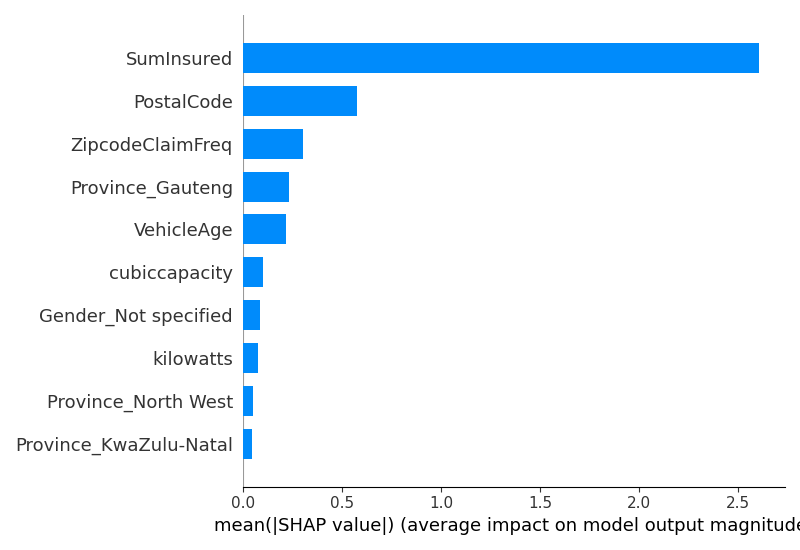 SumInsured
PostalCode
ZipcodeClaimFreq
Province_Gauteng
VehicleAge
cubiccapacity
Gender_Not specified
kilowatts
Province_North West
Province_KwaZulu-Natal
0.0 0.5 1.0 1.5 2.0 2.5
mean(|SHAP value|) (average impact on model output magnitude